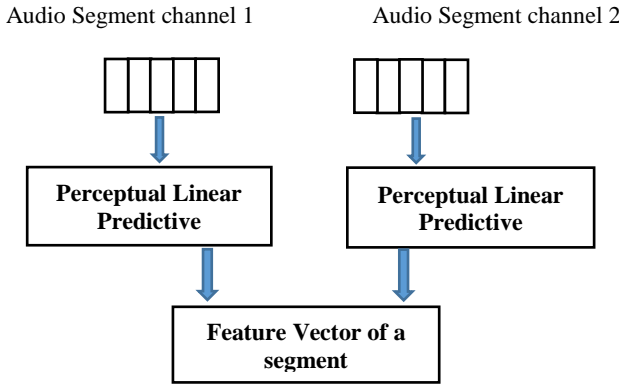 Audio Segment channel 1
Audio Segment channel 2
Perceptual Linear
Predictive
Perceptual Linear
Predictive
Feature Vector of a
segment